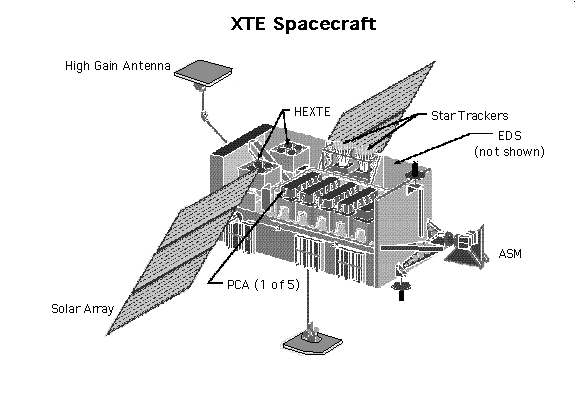 XTE Spacecraft
High Gain Antenna
HEXTE
Star Trackers
EDS
(not shown)
ASM
PCA (1 of 5)
Solar Array